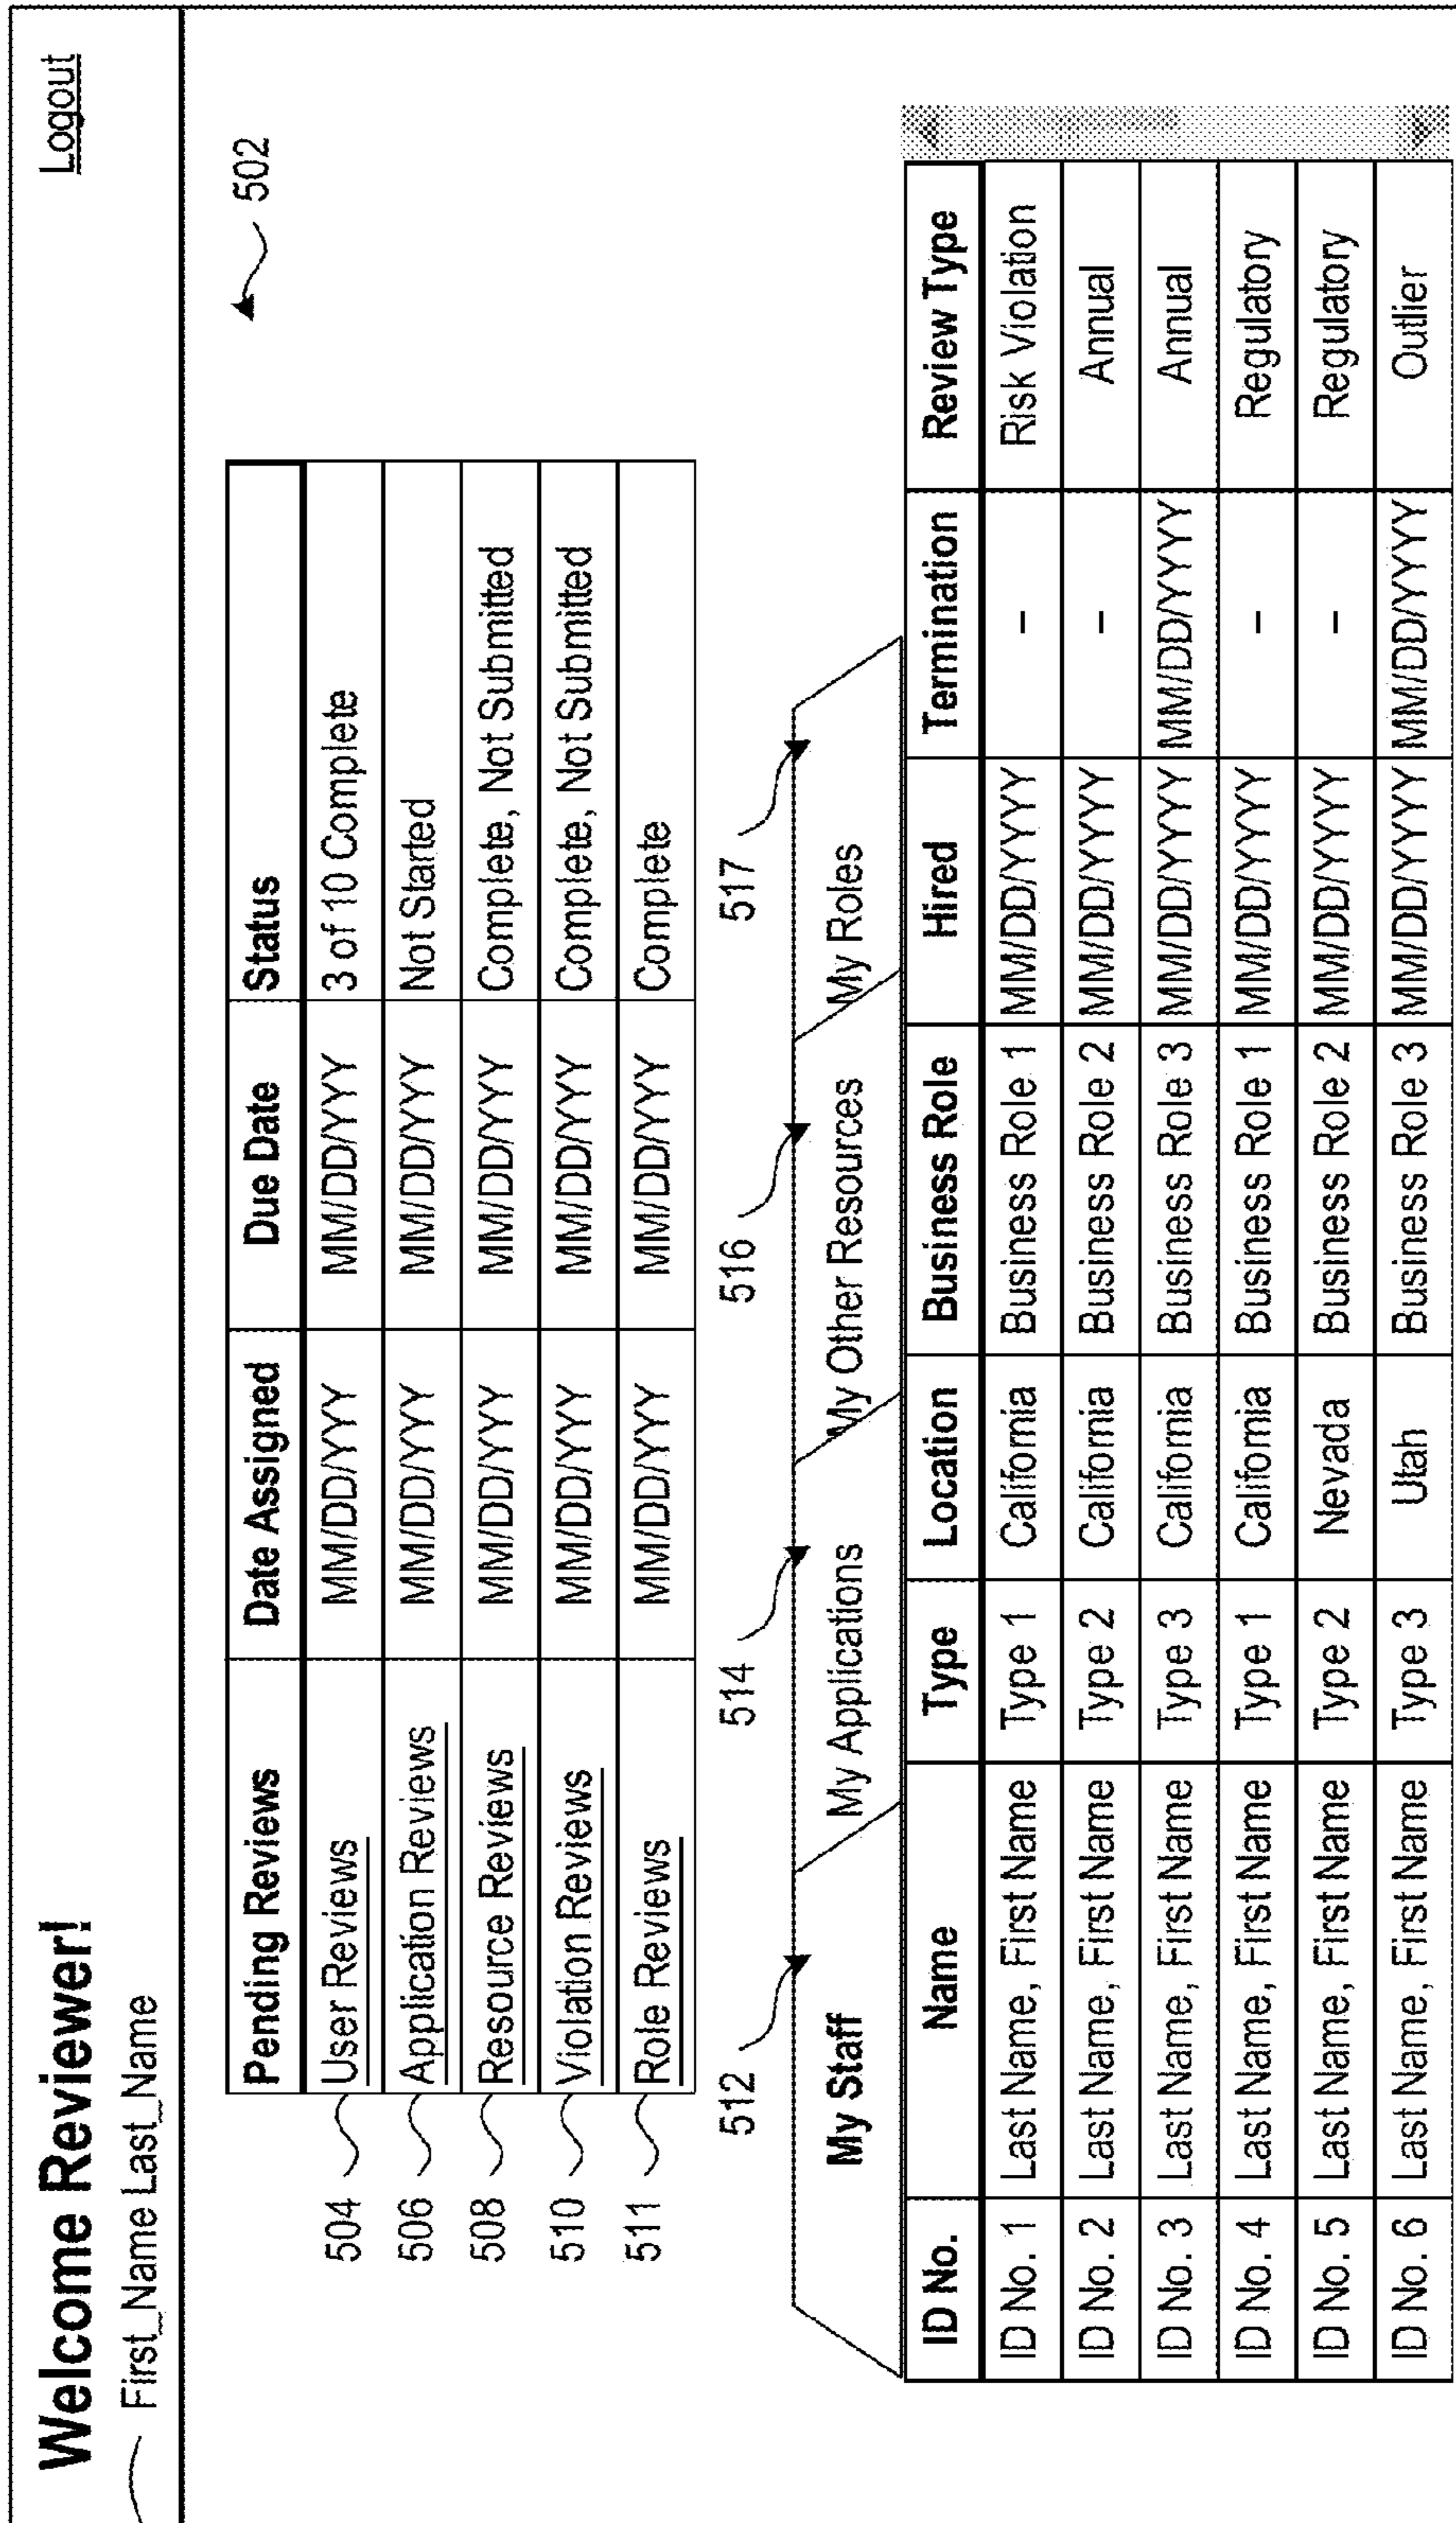 Welcome Reviewer!
Logout
First_Name Last_Name
502
Pending Reviews Date Assigned Due Date Status
504 User Reviews MM/DD/YYY MM/DD/YYY 3 of 10 Complete
506 Application Reviews MM/DD/YYY MM/DD/YYY Not Started
508 Resource Reviews MM/DD/YYY MM/DD/YYY Complete, Not Submitted
510 Violation Reviews MM/DD/YYY MM/DD/YYY Complete, Not Submitted
511 Role Reviews MM/DD/YYY MM/DD/YYY Complete
512 514 516 517
My Staff My Applications My Other Resources My Roles
ID No. Name Type Location Business Role Hired Termination Review Type
ID No. 1 Last Name, First Name Type 1 California Business Role 1 MM/DD/YYYY – Risk Violation
ID No. 2 Last Name, First Name Type 2 California Business Role 2 MM/DD/YYYY – Annual
ID No. 3 Last Name, First Name Type 3 California Business Role 3 MM/DD/YYYY MM/DD/YYYY Annual
ID No. 4 Last Name, First Name Type 1 California Business Role 1 MM/DD/YYYY – Regulatory
ID No. 5 Last Name, First Name Type 2 Nevada Business Role 2 MM/DD/YYYY – Regulatory
ID No. 6 Last Name, First Name Type 3 Utah Business Role 3 MM/DD/YYYY MM/DD/YYYY Outlier